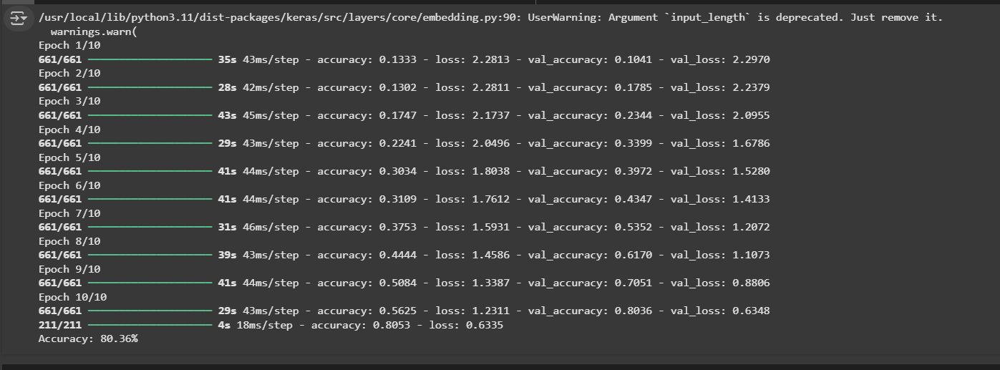 /usr/local/lib/python3.11/dist-packages/keras/src/layers/core/embedding.py:90: UserWarning: Argument `input_length` is deprecated. Just remove it.
  warnings.warn(
Epoch 1/10
661/661 ━━━━━━━━━━━━━━━━━━━━ 35s 43ms/step - accuracy: 0.1333 - loss: 2.2813 - val_accuracy: 0.1041 - val_loss: 2.2970
Epoch 2/10
661/661 ━━━━━━━━━━━━━━━━━━━━ 28s 42ms/step - accuracy: 0.1302 - loss: 2.2811 - val_accuracy: 0.1785 - val_loss: 2.2379
Epoch 3/10
661/661 ━━━━━━━━━━━━━━━━━━━━ 43s 45ms/step - accuracy: 0.1747 - loss: 2.1737 - val_accuracy: 0.2344 - val_loss: 2.0955
Epoch 4/10
661/661 ━━━━━━━━━━━━━━━━━━━━ 29s 43ms/step - accuracy: 0.2241 - loss: 2.0496 - val_accuracy: 0.3399 - val_loss: 1.6786
Epoch 5/10
661/661 ━━━━━━━━━━━━━━━━━━━━ 41s 44ms/step - accuracy: 0.3034 - loss: 1.8038 - val_accuracy: 0.3972 - val_loss: 1.5280
Epoch 6/10
661/661 ━━━━━━━━━━━━━━━━━━━━ 41s 44ms/step - accuracy: 0.3109 - loss: 1.7612 - val_accuracy: 0.4347 - val_loss: 1.4133
Epoch 7/10
661/661 ━━━━━━━━━━━━━━━━━━━━ 31s 46ms/step - accuracy: 0.3753 - loss: 1.5931 - val_accuracy: 0.5352 - val_loss: 1.2072
Epoch 8/10
661/661 ━━━━━━━━━━━━━━━━━━━━ 39s 43ms/step - accuracy: 0.4444 - loss: 1.4586 - val_accuracy: 0.6170 - val_loss: 1.1073
Epoch 9/10
661/661 ━━━━━━━━━━━━━━━━━━━━ 41s 44ms/step - accuracy: 0.5084 - loss: 1.3387 - val_accuracy: 0.7051 - val_loss: 0.8806
Epoch 10/10
661/661 ━━━━━━━━━━━━━━━━━━━━ 29s 43ms/step - accuracy: 0.5625 - loss: 1.2311 - val_accuracy: 0.8036 - val_loss: 0.6348
211/211 ━━━━━━━━━━━━━━━━━━━━ 4s 18ms/step - accuracy: 0.8053 - loss: 0.6335
Accuracy: 80.36%